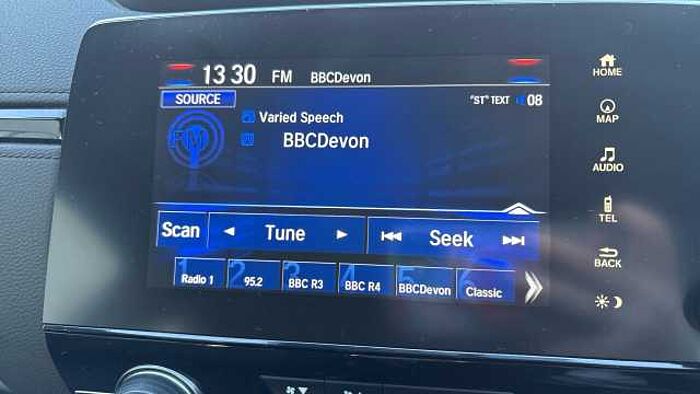 13 30 FM BBCDevon
SOURCE "ST" TEXT 08
FM
Varied Speech
BBCDevon
Scan Tune Seek
1 Radio 1
2 95.2
3 BBC R3
4 BBC R4
5 BBCDevon
6 Classic
HOME
MAP
AUDIO
TEL
BACK